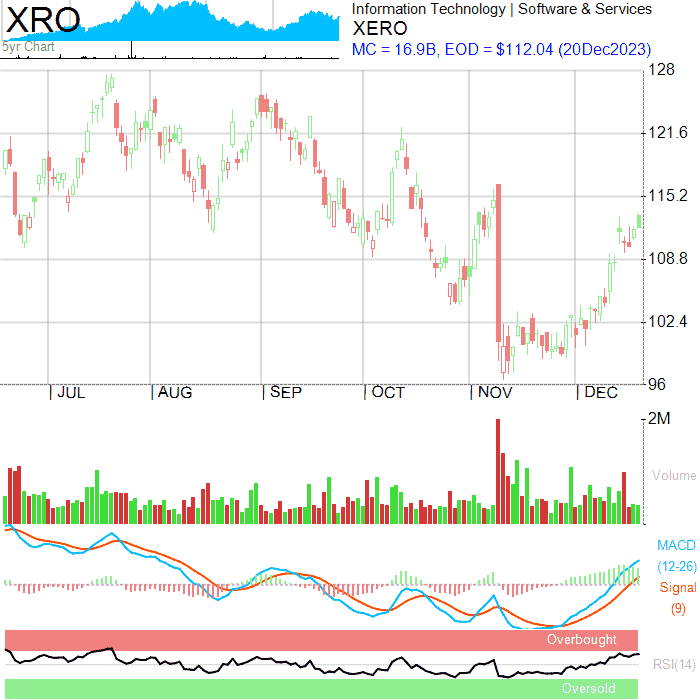 XRO
5yr Chart
Information Technology | Software & Services
XERO
MC = 16.9B, EOD = $112.04 (20Dec2023)
128
121.6
115.2
108.8
102.4
96
| JUL | AUG | SEP | OCT | NOV | DEC
2M
Volume
MACD
(12-26)
Signal
(9)
Overbought
RSI(14)
Oversold